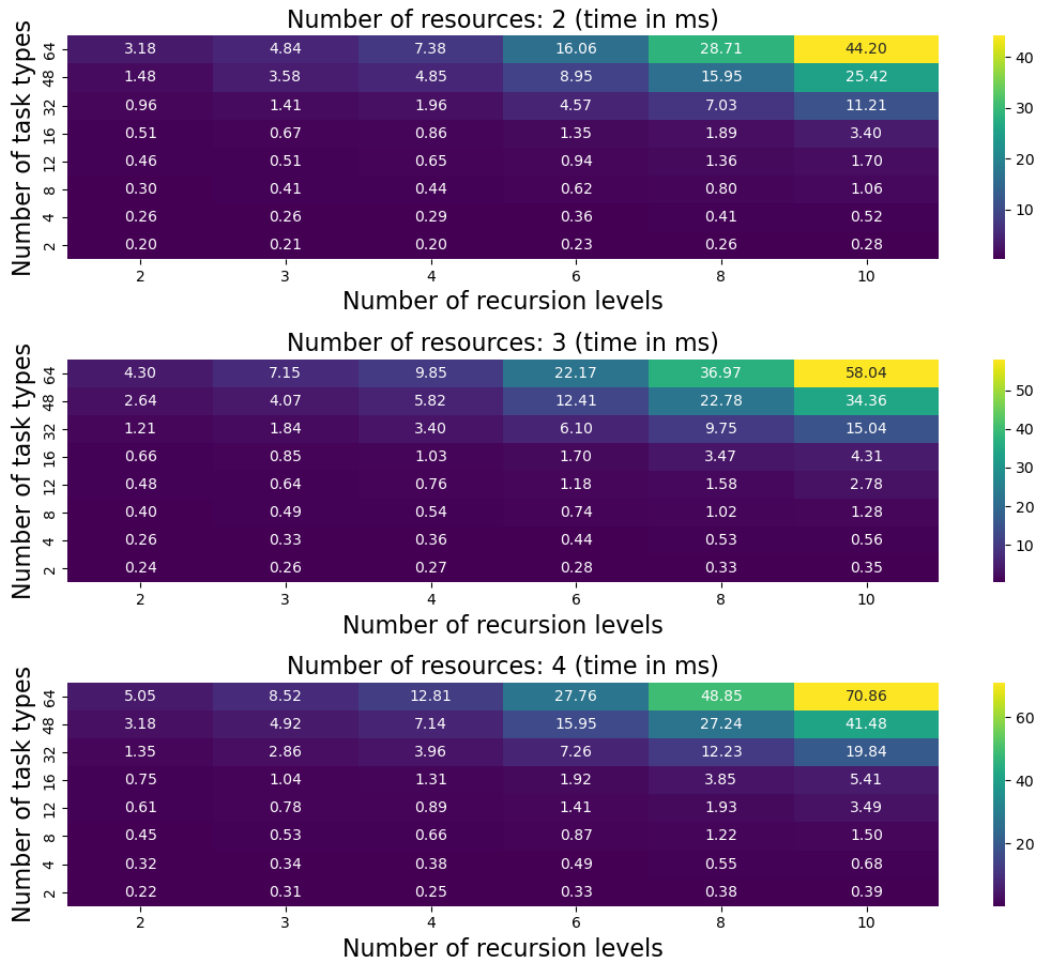 Number of resources: 2 (time in ms)
Number of task types
64 3.18 4.84 7.38 16.06 28.71 44.20
48 1.48 3.58 4.85 8.95 15.95 25.42
32 0.96 1.41 1.96 4.57 7.03 11.21
16 0.51 0.67 0.86 1.35 1.89 3.40
12 0.46 0.51 0.65 0.94 1.36 1.70
8 0.30 0.41 0.44 0.62 0.80 1.06
4 0.26 0.26 0.29 0.36 0.41 0.52
2 0.20 0.21 0.20 0.23 0.26 0.28
2 3 4 6 8 10
Number of recursion levels
40
30
20
10
Number of resources: 3 (time in ms)
Number of task types
64 4.30 7.15 9.85 22.17 36.97 58.04
48 2.64 4.07 5.82 12.41 22.78 34.36
32 1.21 1.84 3.40 6.10 9.75 15.04
16 0.66 0.85 1.03 1.70 3.47 4.31
12 0.48 0.64 0.76 1.18 1.58 2.78
8 0.40 0.49 0.54 0.74 1.02 1.28
4 0.26 0.33 0.36 0.44 0.53 0.56
2 0.24 0.26 0.27 0.28 0.33 0.35
2 3 4 6 8 10
Number of recursion levels
50
40
30
20
10
Number of resources: 4 (time in ms)
Number of task types
64 5.05 8.52 12.81 27.76 48.85 70.86
48 3.18 4.92 7.14 15.95 27.24 41.48
32 1.35 2.86 3.96 7.26 12.23 19.84
16 0.75 1.04 1.31 1.92 3.85 5.41
12 0.61 0.78 0.89 1.41 1.93 3.49
8 0.45 0.53 0.66 0.87 1.22 1.50
4 0.32 0.34 0.38 0.49 0.55 0.68
2 0.22 0.31 0.25 0.33 0.38 0.39
2 3 4 6 8 10
Number of recursion levels
60
40
20